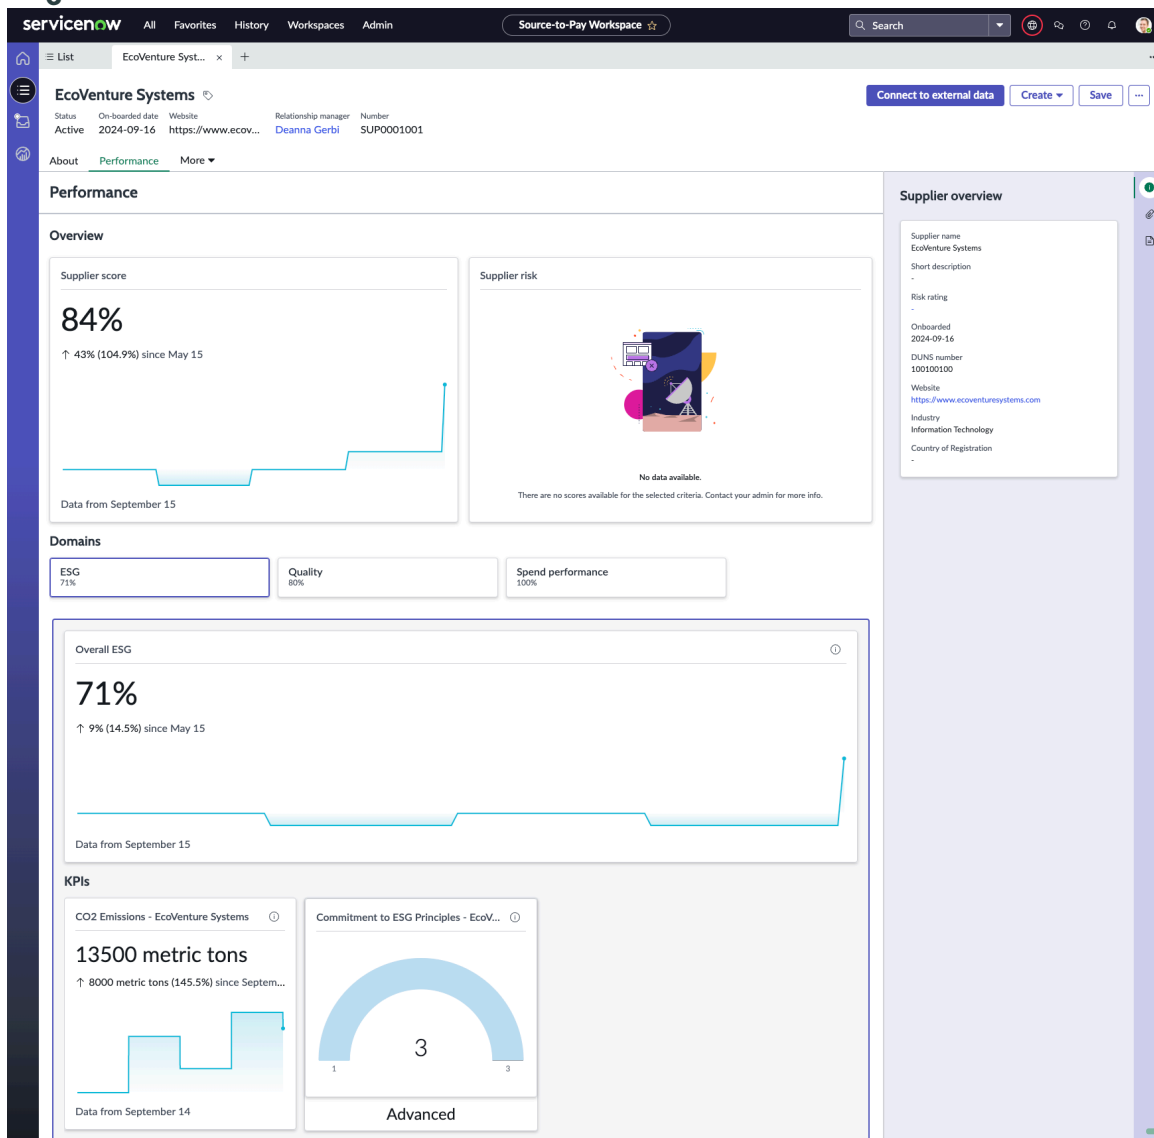 servicenow All Favorites History Workspaces Admin Source-to-Pay Workspace Search
List EcoVenture Syst... × +
EcoVenture Systems
Connect to external data Create Save ...
Status On-boarded date Website Relationship manager Number
Active 2024-09-16 https://www.ecov... Deanna Gerbi SUP0001001
About Performance More
Performance
Overview
Supplier score
84%
↑ 43% (104.9%) since May 15
Data from September 15
Supplier risk
No data available.
There are no scores available for the selected criteria. Contact your admin for more info.
Domains
ESG
71%
Quality
80%
Spend performance
100%
Overall ESG
71%
↑ 9% (14.5%) since May 15
Data from September 15
KPIs
CO2 Emissions - EcoVenture Systems
13500 metric tons
↑ 8000 metric tons (145.5%) since Septem...
Data from September 14
Commitment to ESG Principles - EcoV...
3
1 3
Advanced
Supplier overview
Supplier name
EcoVenture Systems
Short description
-
Risk rating
-
Onboarded
2024-09-16
DUNS number
100100100
Website
https://www.ecoventuresystems.com
Industry
Information Technology
Country of Registration
-